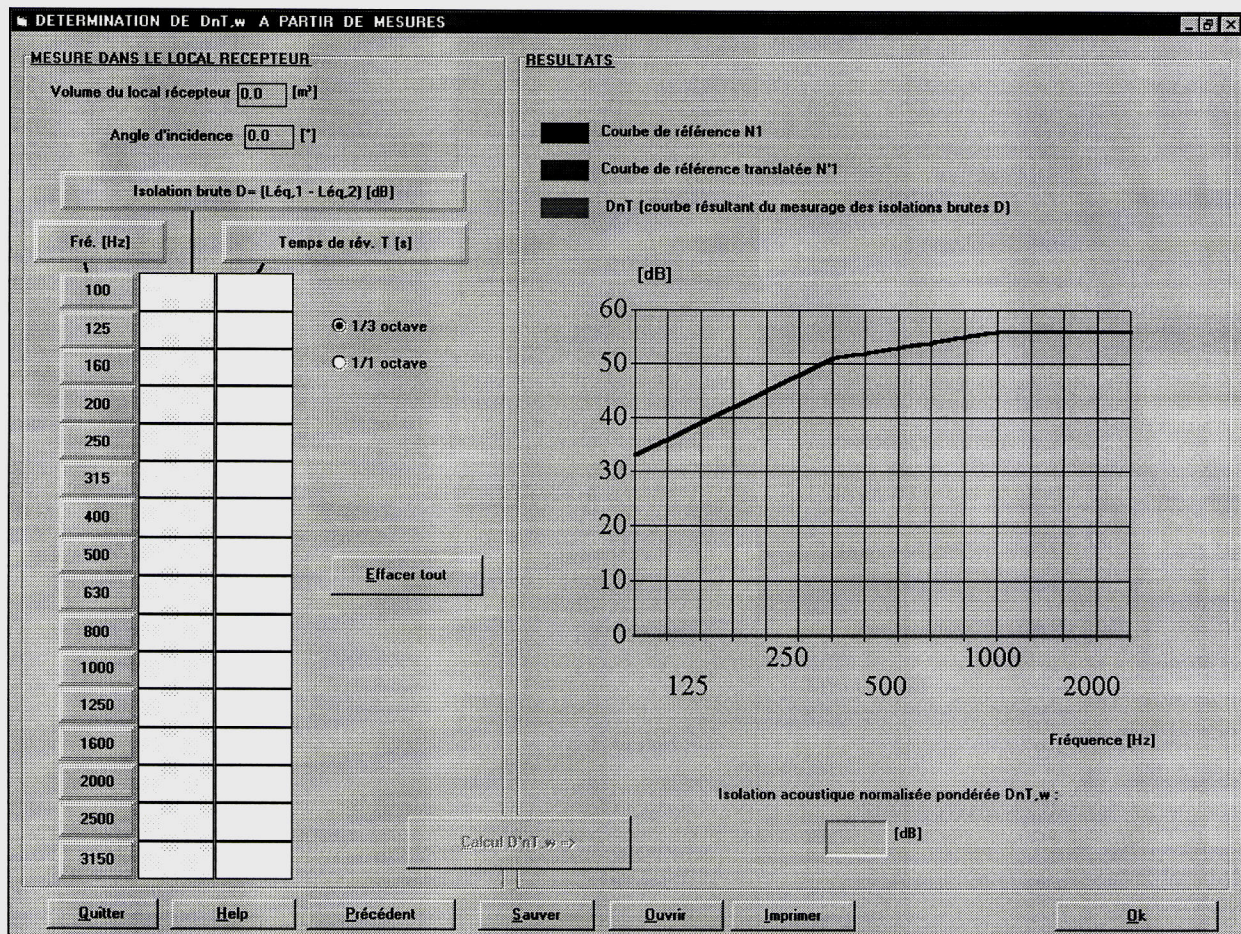 DETERMINATION DE DnT,w A PARTIR DE MESURES
MESURE DANS LE LOCAL RECEPTEUR
Volume du local récepteur 0.0 [m³]
Angle d'incidence 0.0 [°]
Isolation brute D= (Léq,1 - Léq,2) [dB]
Fré. [Hz]
Temps de rév. T [s]
100
125
160
200
250
315
400
500
630
800
1000
1250
1600
2000
2500
3150
1/3 octave
1/1 octave
Effacer tout
Calcul D'nT,w =>
RESULTATS
Courbe de référence N1
Courbe de référence translatée N°1
DnT (courbe résultant du mesurage des isolations brutes D)
[dB]
60
50
40
30
20
10
0
250 1000
125 500 2000
Fréquence [Hz]
Isolation acoustique normalisée pondérée DnT,w :
[dB]
Quitter Help Précédent Sauver Ouvrir Imprimer Ok